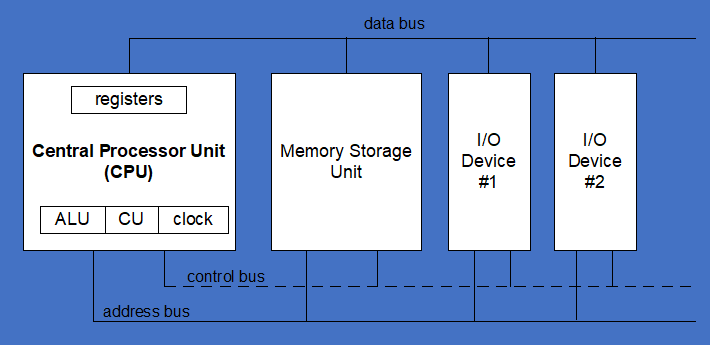 data bus
registers
Central Processor Unit
(CPU)
ALU
CU
clock
Memory Storage
Unit
I/O
Device
#1
I/O
Device
#2
control bus
address bus